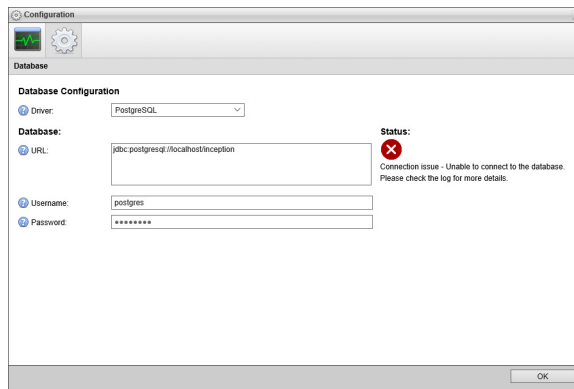 Configuration
Database
Database Configuration
Driver: PostgreSQL
Database: Status:
URL: jdbc:postgresql://localhost/inception
Connection issue - Unable to connect to the database.
Please check the log for more details.
Username: postgres
Password: ●●●●●●●●
OK